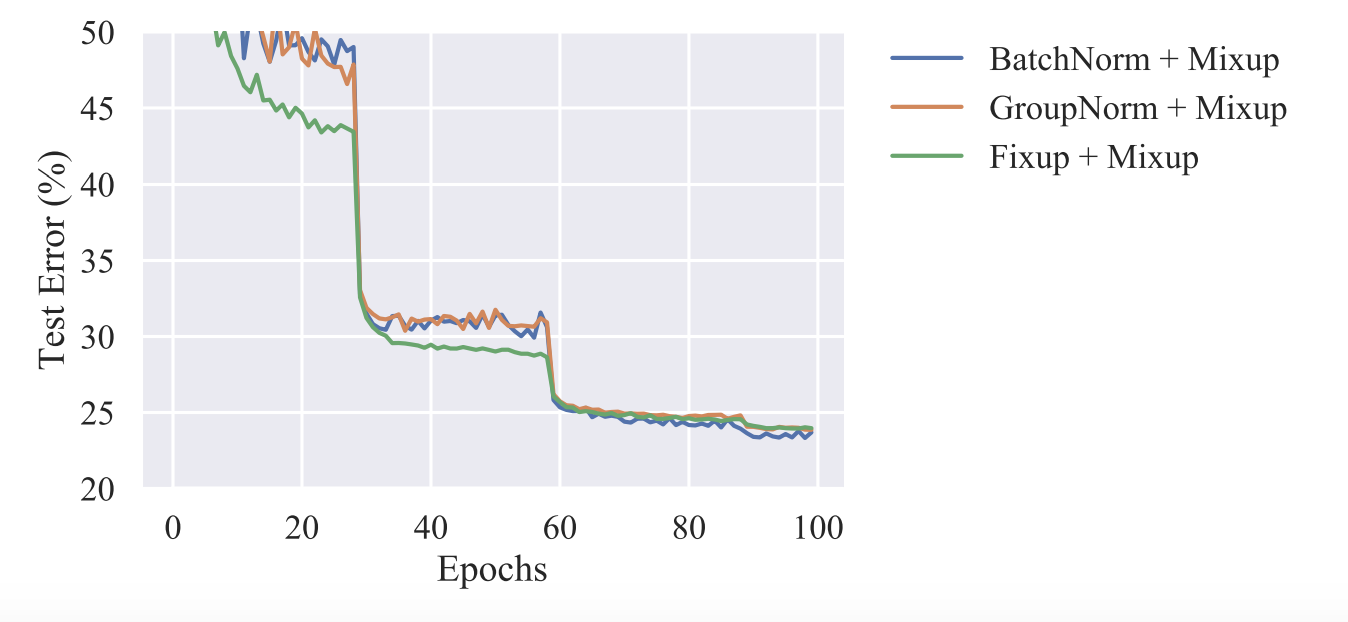 50
45
40
35
30
25
20
Test Error (%)
0 20 40 60 80 100
Epochs
BatchNorm + Mixup
GroupNorm + Mixup
Fixup + Mixup